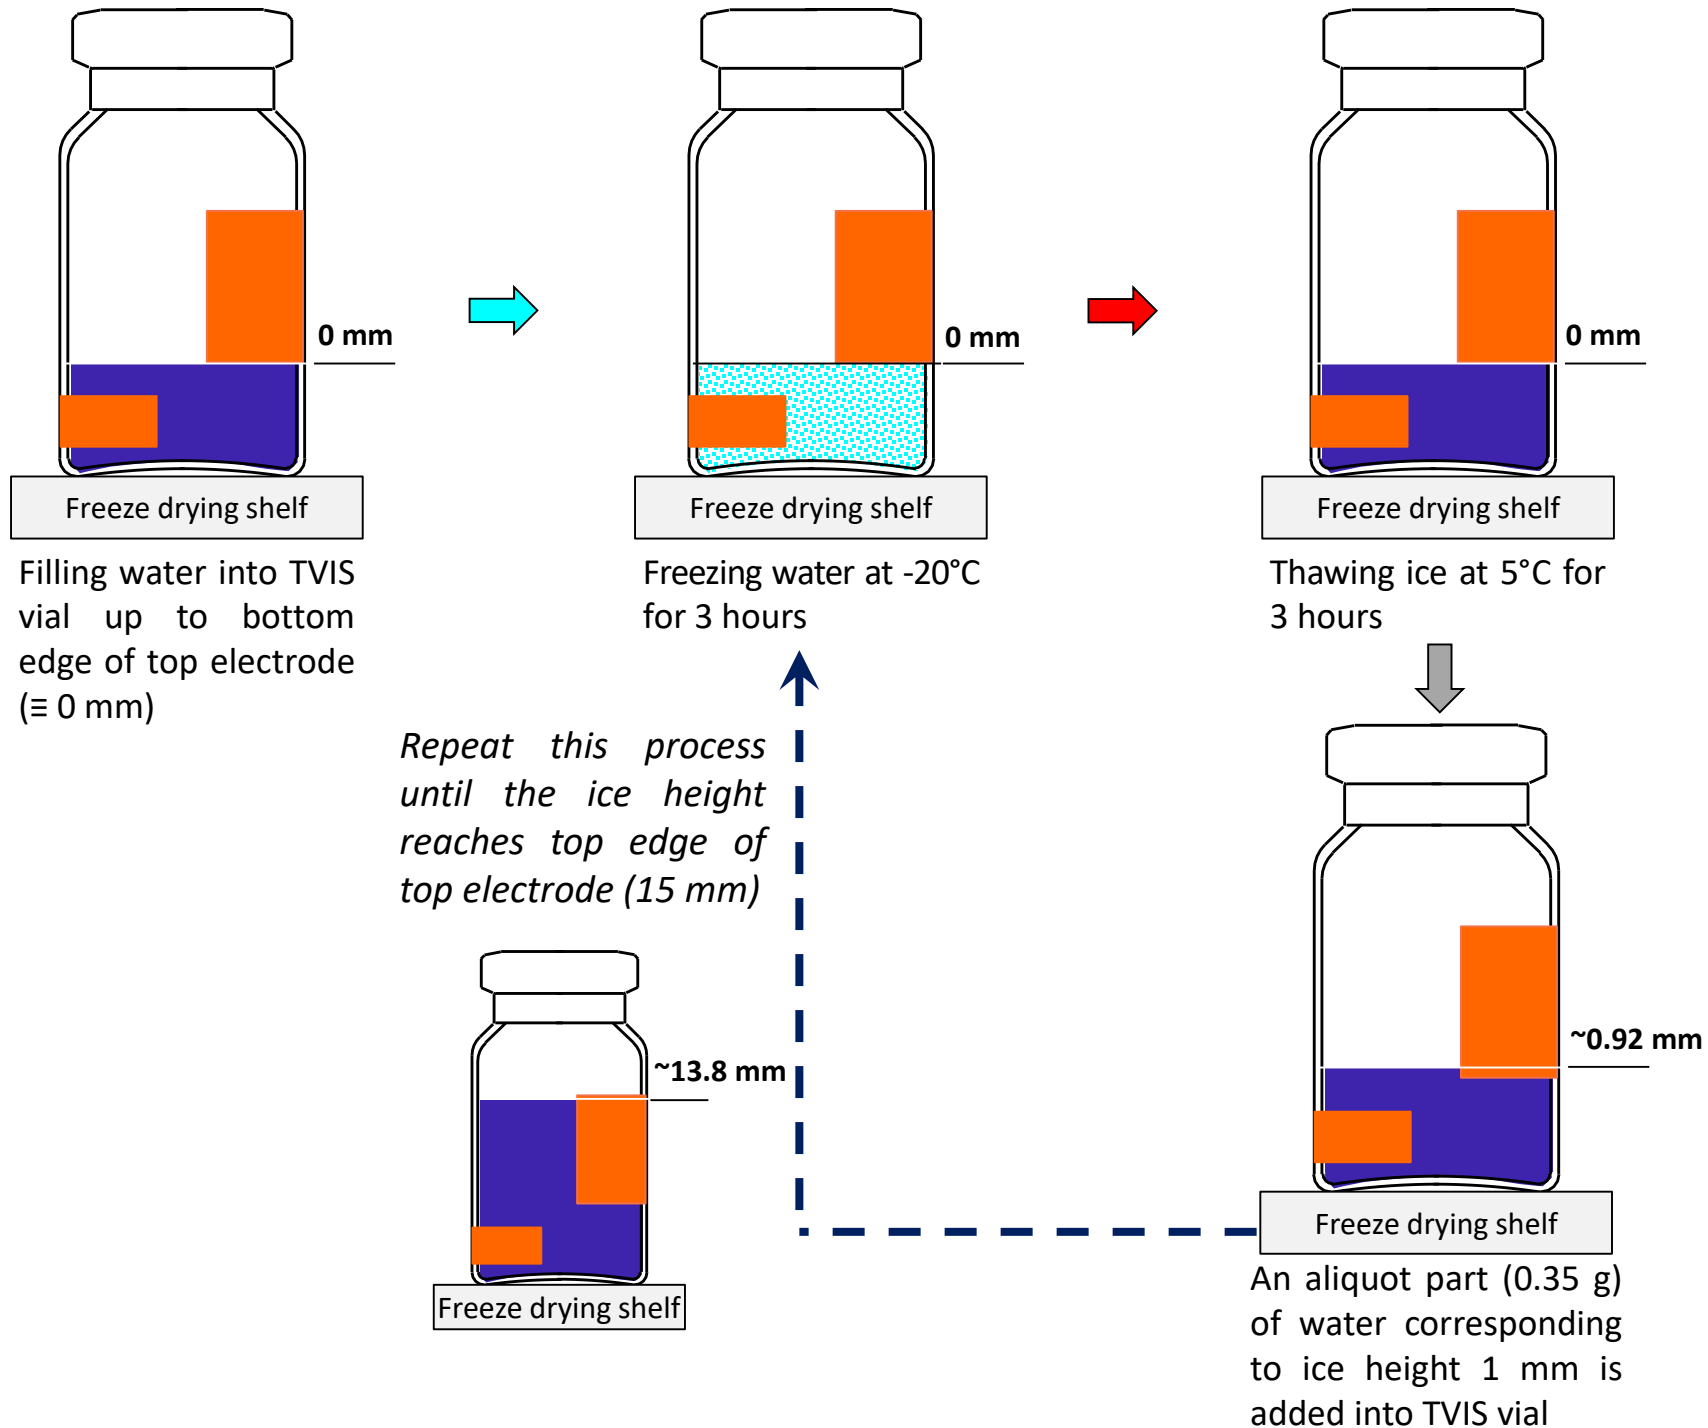 0 mm
Freeze drying shelf
Filling water into TVIS
vial up to bottom
edge of top electrode
(≡ 0 mm)
0 mm
Freeze drying shelf
Freezing water at -20°C
for 3 hours
0 mm
Freeze drying shelf
Thawing ice at 5°C for
3 hours
Repeat this process
until the ice height
reaches top edge of
top electrode (15 mm)
~13.8 mm
Freeze drying shelf
~0.92 mm
Freeze drying shelf
An aliquot part (0.35 g)
of water corresponding
to ice height 1 mm is
added into TVIS vial